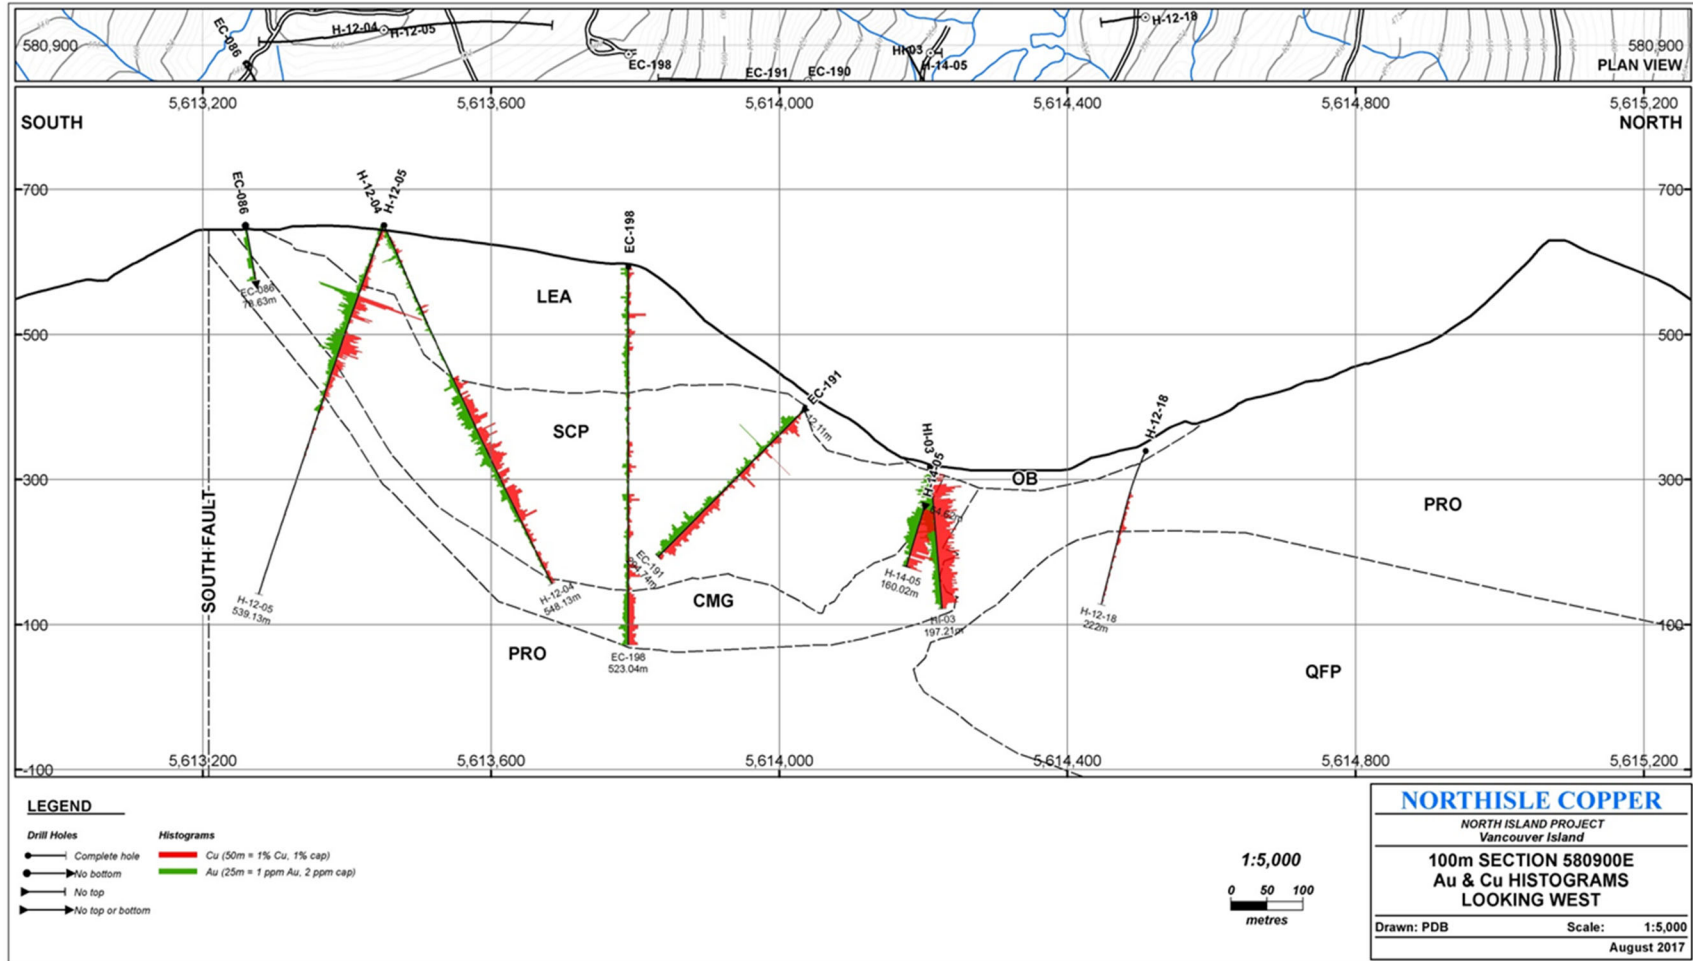 EC-086
H-12-04
H-12-05
H-12-18
580,900
HI-03
580,900
EC-198
H-14-05
PLAN VIEW
EC-191
EC-190
5,613,200
5,613,600
5,614,000
5,614,400
5,614,800
5,615,200
SOUTH
NORTH
700
EC-086
H-12-04
H-12-05
EC-198
700
LEA
EC-086
78.63m
500
500
EC-191
H-12-18
SCP
HI-03
H-14-05
300
OB
300
PRO
SOUTH FAULT
EC-191
H-14-05
160.02m
H-12-04
548.13m
H-12-05
539.13m
CMG
HI-03
197.21m
H-12-18
222m
100
100
PRO
EC-198
523.04m
QFP
-100
5,613,200
5,613,600
5,614,000
5,614,400
5,614,800
5,615,200
LEGEND
Drill Holes
Histograms
Complete hole
Cu (50m = 1% Cu, 1% cap)
No bottom
Au (25m = 1 ppm Au, 2 ppm cap)
No top
No top or bottom
1:5,000
0 50 100
metres
NORTHISLE COPPER
NORTH ISLAND PROJECT
Vancouver Island
100m SECTION 580900E
Au & Cu HISTOGRAMS
LOOKING WEST
Drawn: PDB Scale: 1:5,000
August 2017